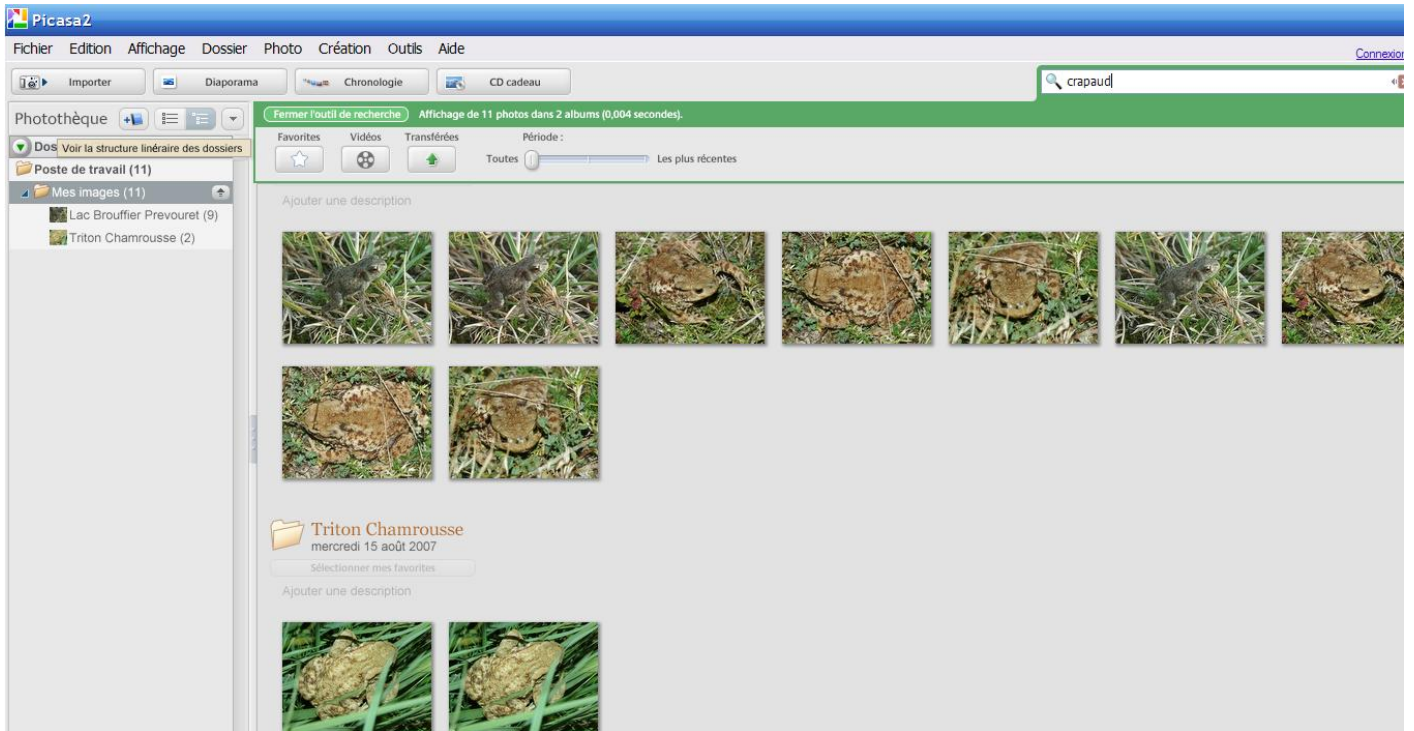 Picasa2
Fichier Edition Affichage Dossier Photo Création Outils Aide
Connexion
Importer Diaporama Chronologie CD cadeau
crapaud
Photothèque
Fermer l'outil de recherche Affichage de 11 photos dans 2 albums (0,004 secondes).
Favorites Vidéos Transférées Période :
Dos Voir la structure linéraire des dossiers
Toutes Les plus récentes
Poste de travail (11)
Mes images (11)
Lac Brouffier Prevouret (9)
Triton Chamrousse (2)
Ajouter une description
Triton Chamrousse
mercredi 15 août 2007
Sélectionner mes favorites
Ajouter une description